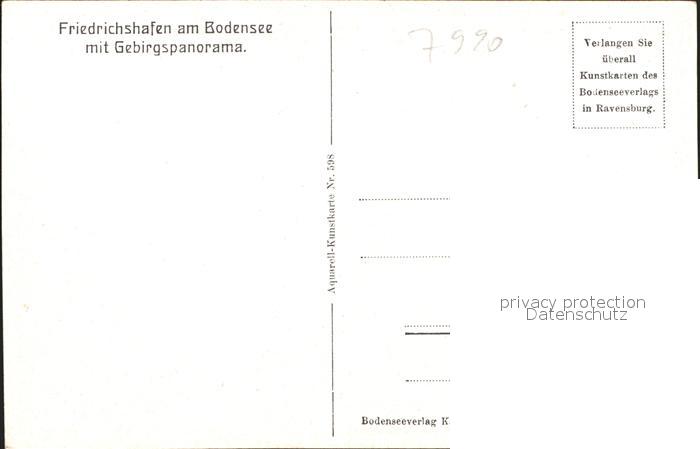 Friedrichshafen am Bodensee
mit Gebirgspanorama.
7990
Verlangen Sie
überall
Kunstkarten des
Bodenseeverlags
in Ravensburg.
Aquarell-Kunstkarte Nr. 598
privacy protection
Datenschutz
Bodenseeverlag K